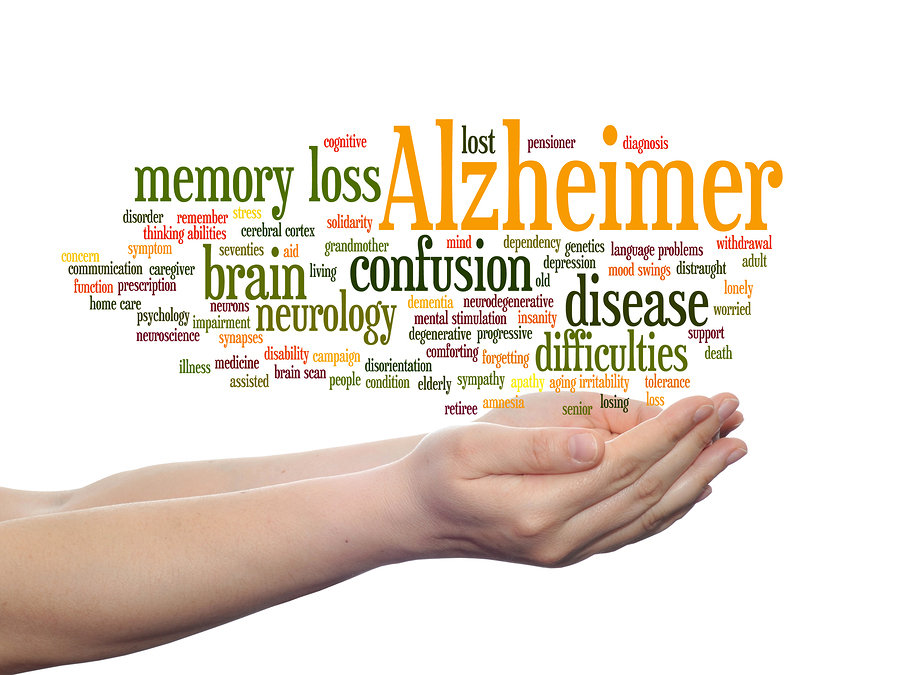 cognitive lost pensioner diagnosis
memory loss Alzheimer
disorder remember stress solidarity
thinking abilities cerebral cortex
symptom seventies aid grandmother mind dependency genetics language problems withdrawal
concern brain living confusion old depression mood swings distraught adult
communication caregiver
function prescription disease lonely
home care neurons neurology dementia neurodegenerative worried
psychology impairment mental stimulation insanity
neuroscience synapses degenerative progressive difficulties support
illness medicine disability campaign disorientation comforting forgetting death
assisted brain scan people condition elderly sympathy apathy aging irritability tolerance
retiree amnesia senior losing loss